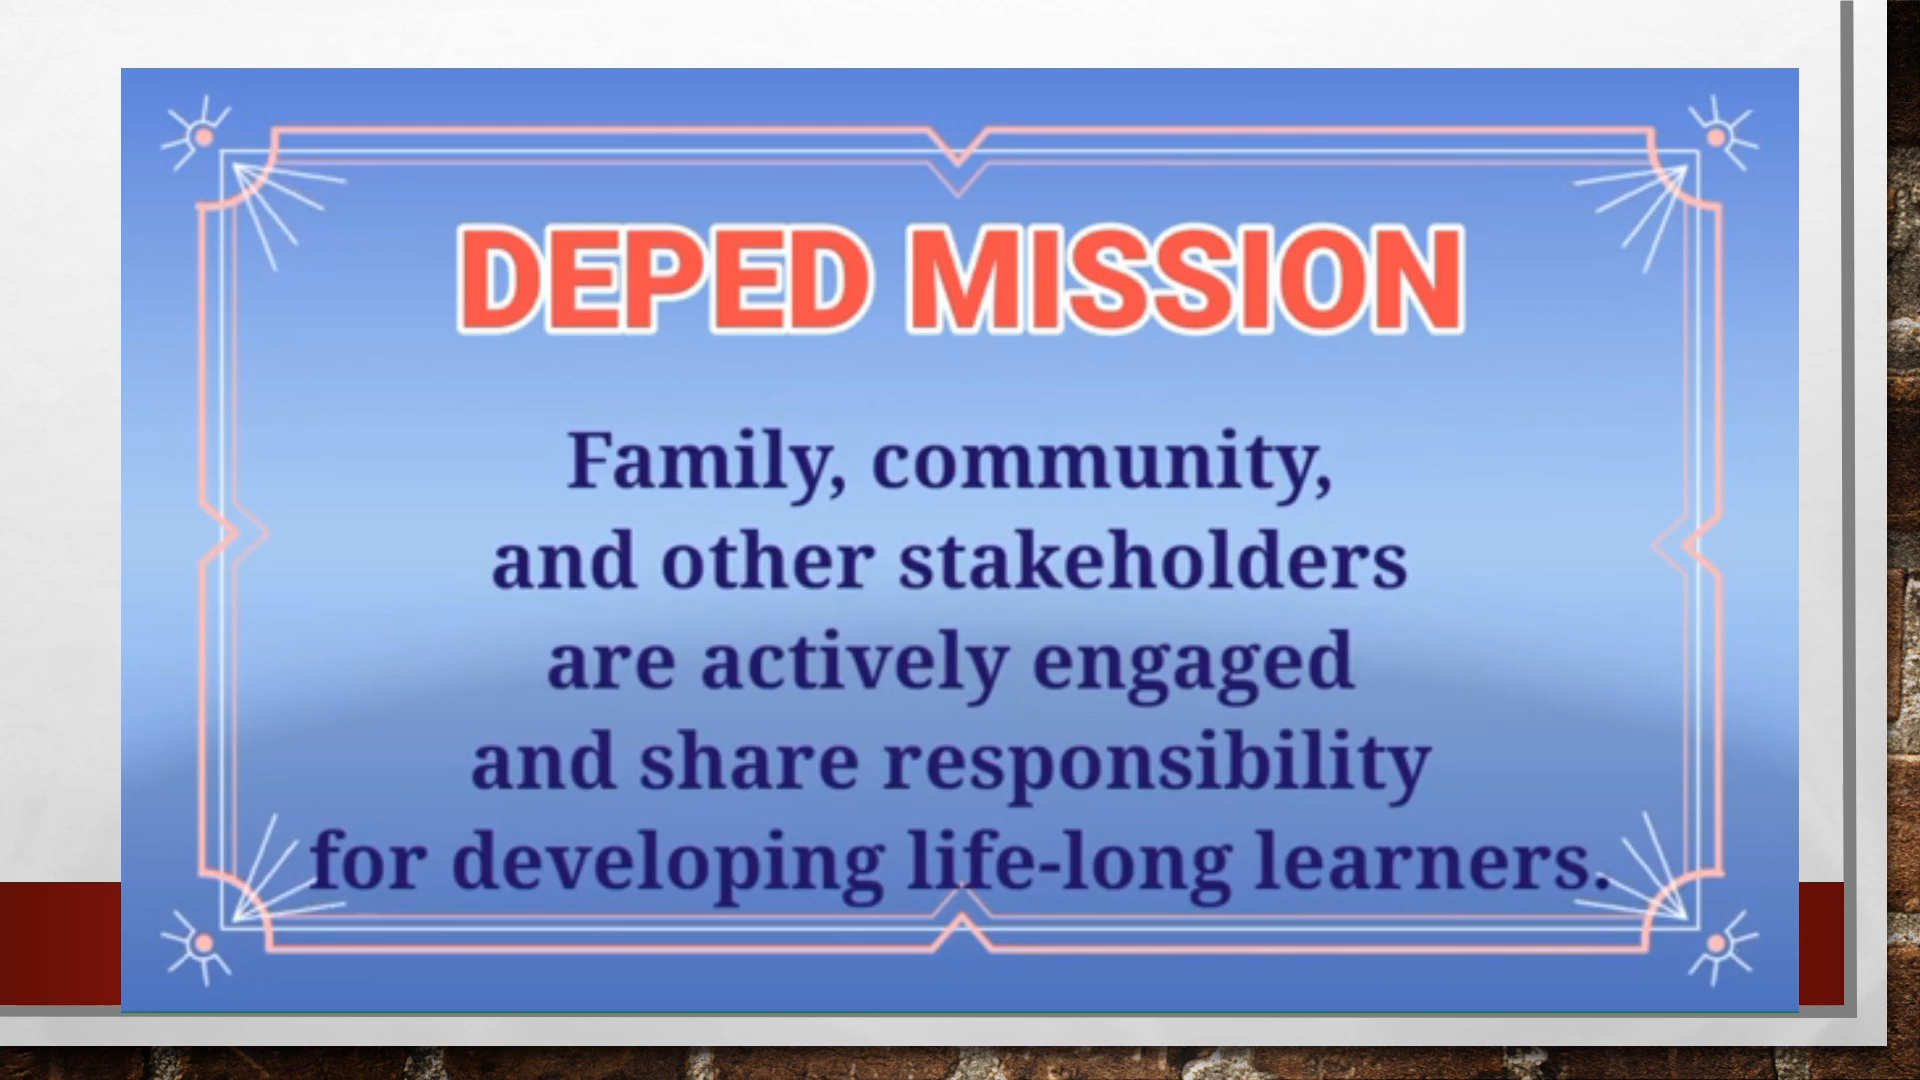 DEPED MISSION
Family, community,
and other stakeholders
are actively engaged
and share responsibility
for developing life-long learners.